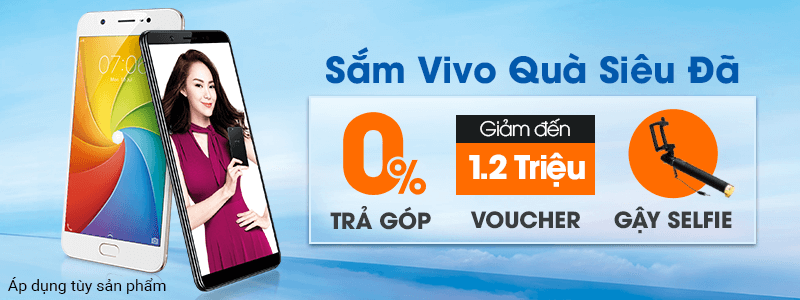 Sắm Vivo Quà Siêu Đã
0%
TRẢ GÓP
Giảm đến
1.2 Triệu
VOUCHER
GẬY SELFIE
Áp dụng tùy sản phẩm